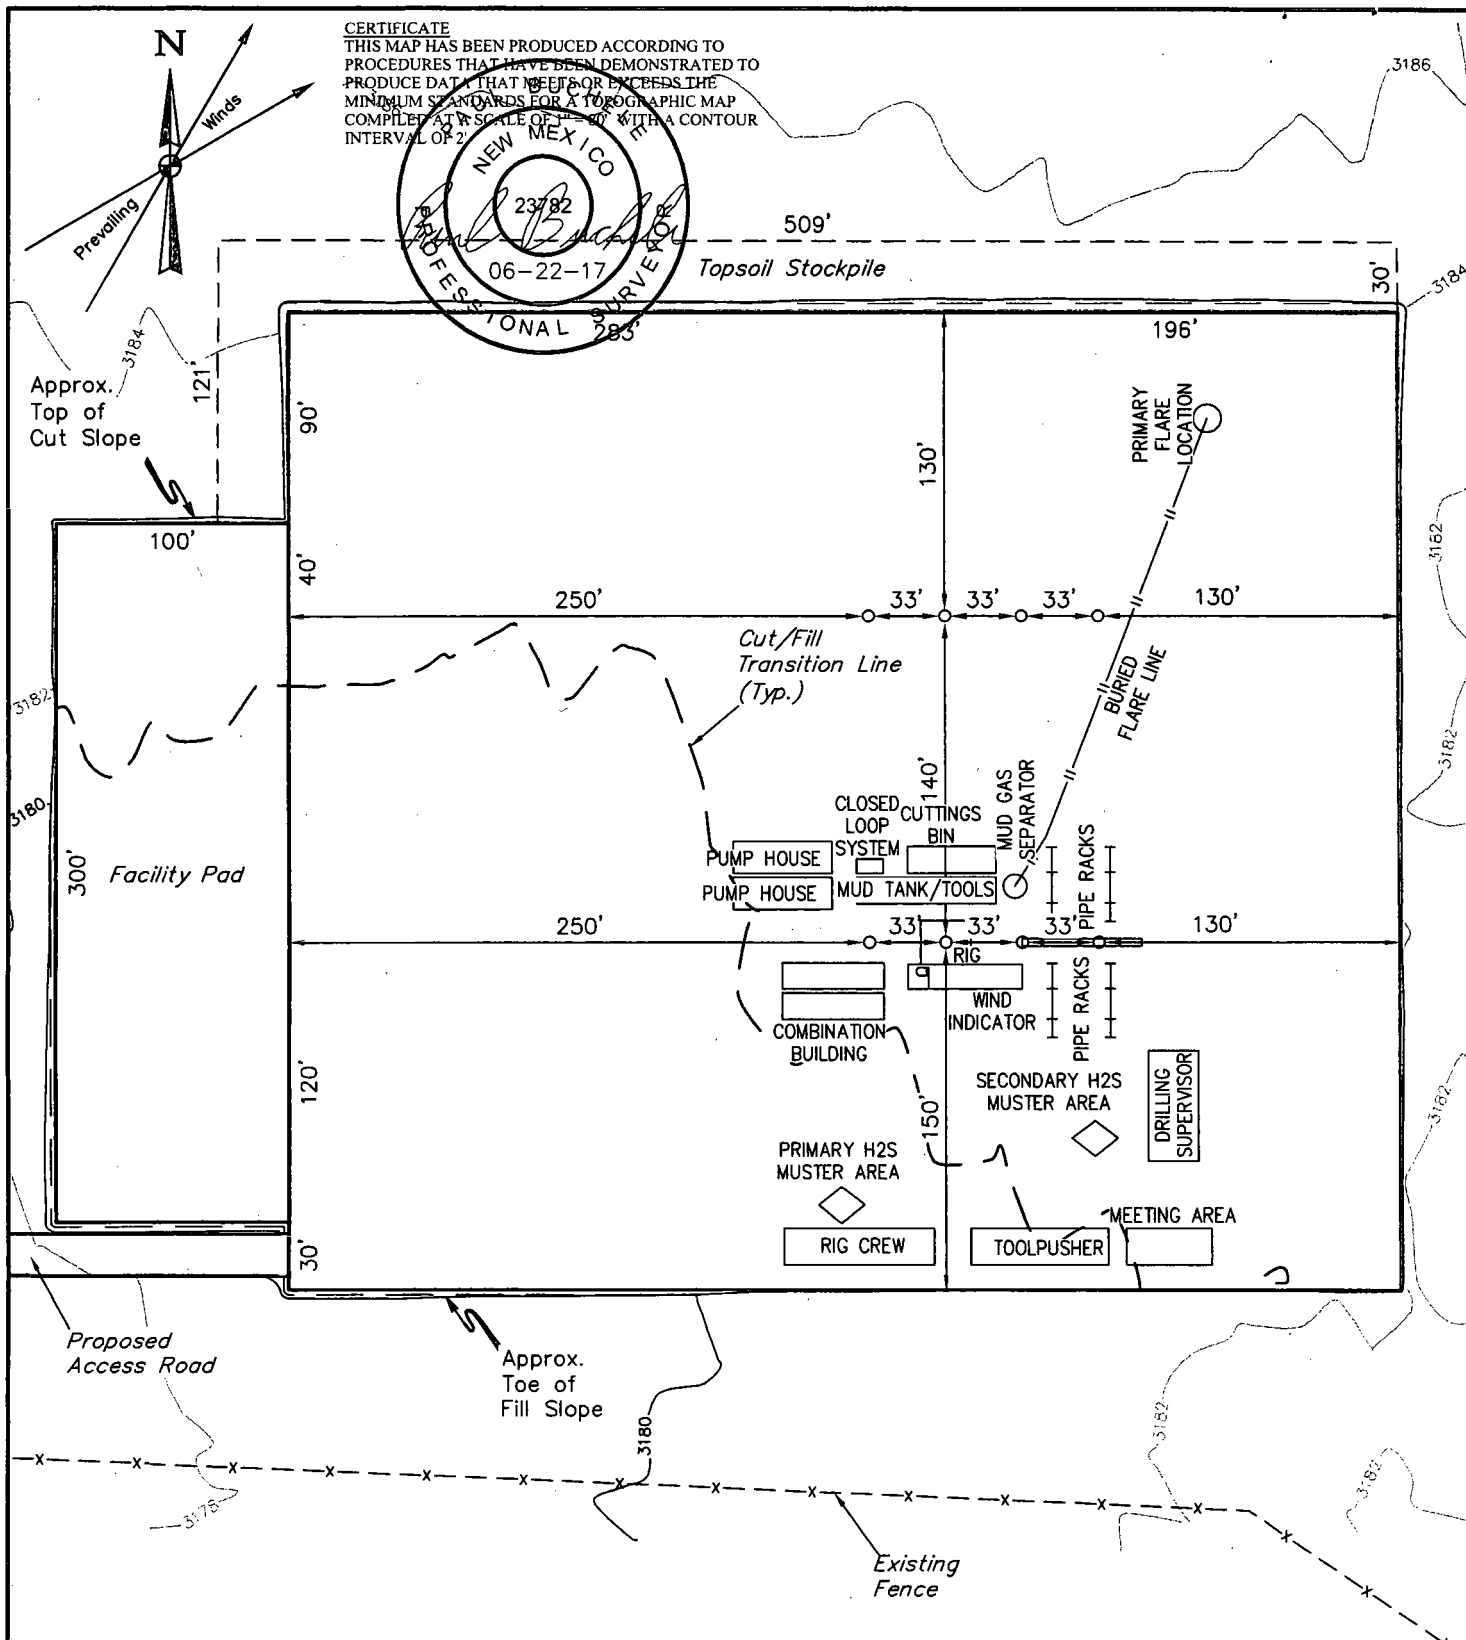 N
Winds
Prevailing
CERTIFICATE
THIS MAP HAS BEEN PRODUCED ACCORDING TO
PROCEDURES THAT HAVE BEEN DEMONSTRATED TO
PRODUCE DATA THAT MEETS OR EXCEEDS THE
MINIMUM STANDARDS FOR A TOPOGRAPHIC MAP
COMPILED AT A SCALE OF 1" = 60' WITH A CONTOUR
INTERVAL OF 2'
PAUL BUCHELE
NEW MEXICO
23782
06-22-17
PROFESSIONAL SURVEYOR
3186
509'
Topsoil Stockpile
30'
3184
283'
196'
3184
121'
Approx.
Top of
Cut Slope
90'
130'
PRIMARY
FLARE
LOCATION
100'
40'
3182
250'
33'
33'
33'
130'
Cut/Fill
Transition Line
(Typ.)
BURIED
FLARE LINE
3182
3182
3180
140'
CLOSED
LOOP
SYSTEM
CUTTINGS
BIN
MUD GAS
SEPARATOR
PIPE RACKS
300'
Facility Pad
PUMP HOUSE
PUMP HOUSE
MUD TANK/TOOLS
250'
33'
33'
33'
130'
RIG
WIND
INDICATOR
PIPE RACKS
COMBINATION
BUILDING
120'
150'
SECONDARY H2S
MUSTER AREA
DRILLING
SUPERVISOR
3182
PRIMARY H2S
MUSTER AREA
MEETING AREA
RIG CREW
TOOLPUSHER
30'
Proposed
Access Road
Approx.
Toe of
Fill Slope
3180
3182
3182
3178
Existing
Fence